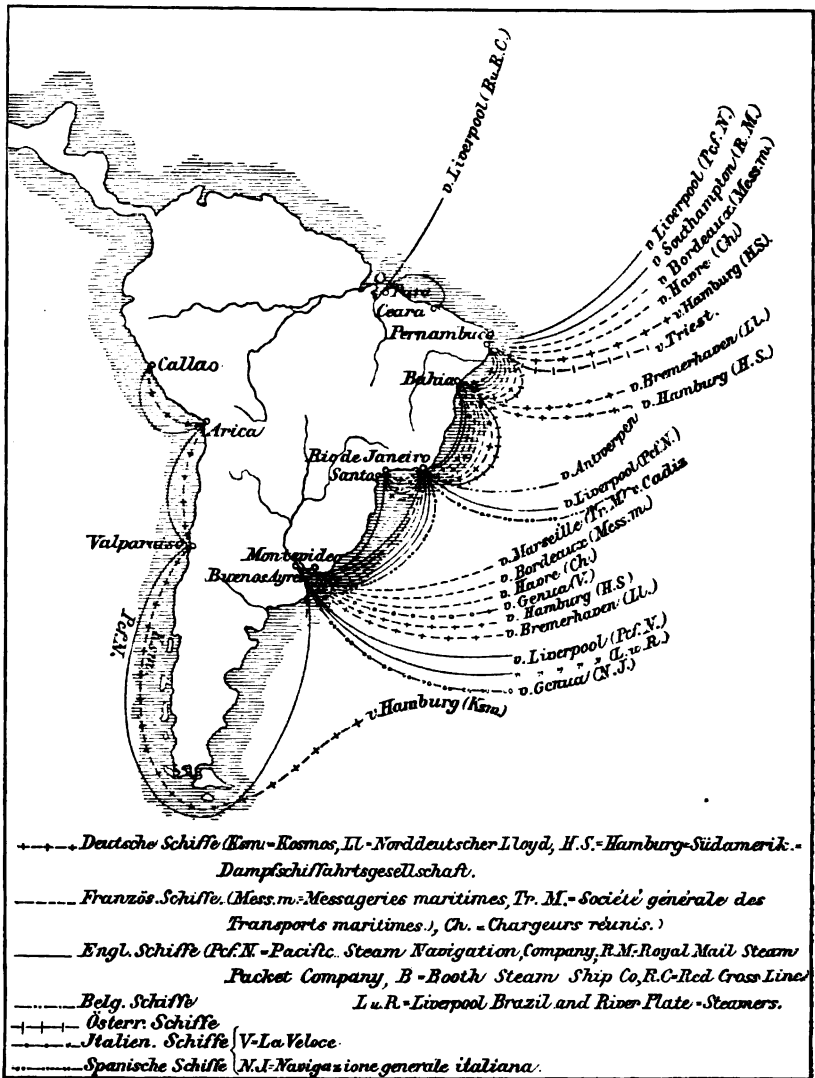 v. Liverpool (B.u.R.C.)
v. Liverpool (Pcf. N.)
v. Southampton (R. M.)
v. Bordeaux (Mess. m.)
v. Havre (Ch.)
v. Hamburg (H.S.)
v. Triest.
Para
Ceara
Pernambuco
Callao
Bahia
v. Bremerhaven (Ll.)
v. Hamburg (H. S.)
Arica
Rio de Janeiro
Santos
v. Antwerpen
v. Liverpool (Pcf. N.)
v. Cadiz
Valparaiso
Montevideo
Buenos Ayres
v. Marseille (Tr. M.)
v. Bordeaux (Mess. m.)
v. Havre (Ch.)
v. Genua (V.)
v. Hamburg (H.S.)
v. Bremerhaven (Ll.)
v. Liverpool (Pcf. N.)
" " " " (L. u. R.)
v. Genua (N. J.)
Pcf. N.
Ksm.
v. Hamburg (Ksm)
Deutsche Schiffe (Ksm=Kosmos, Ll=Norddeutscher Lloyd, H. S.=Hamburg=Südamerik.=
Dampfschiffahrtsgesellschaft.
Französ. Schiffe. (Mess. m.=Messageries maritimes, Tr. M.=Société générale des
Transports maritimes.), Ch.=Chargeurs réunis.)
Engl. Schiffe (Pcf. N=Pacific. Steam Navigation, Company, R.M.=Royal Mail Steam
Packet Company, B=Booth Steam Ship Co, R.C=Red Cross Line)
Belg. Schiffe L u. R=Liverpool Brazil and River Plate=Steamers.
Österr. Schiffe
Italien. Schiffe V=La Veloce
Spanische Schiffe N.J=Navigazione generale italiana.